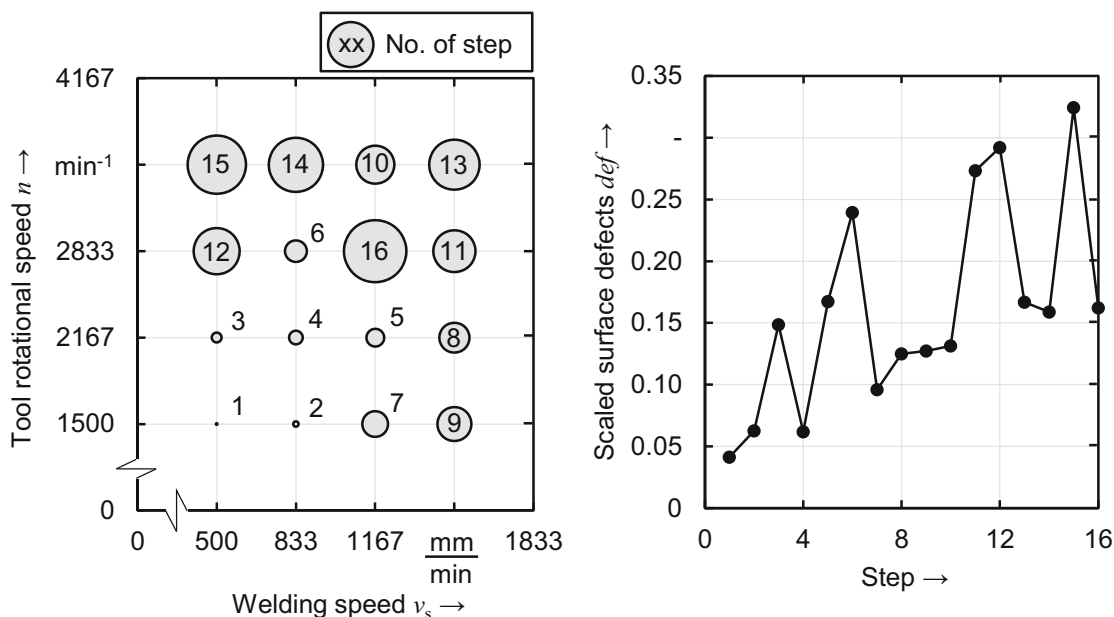 xx No. of step
4167
min⁻¹
2833
2167
1500
0
Tool rotational speed n →
15 14 10 13
12 6 16 11
3 4 5 8
1 2 7 9
0 500 833 1167 mm/min 1833
Welding speed vₛ →
0.35
-
0.25
0.20
0.15
0.10
0.05
0
Scaled surface defects def →
0 4 8 12 16
Step →